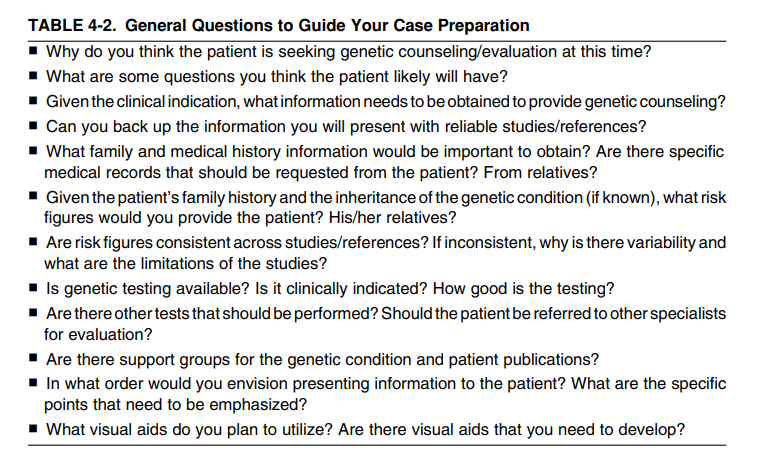 TABLE 4-2. General Questions to Guide Your Case Preparation
■ Why do you think the patient is seeking genetic counseling/evaluation at this time?
■ What are some questions you think the patient likely will have?
■ Given the clinical indication, what information needs to be obtained to provide genetic counseling?
■ Can you back up the information you will present with reliable studies/references?
■ What family and medical history information would be important to obtain? Are there specific
medical records that should be requested from the patient? From relatives?
■ Given the patient's family history and the inheritance of the genetic condition (if known), what risk
figures would you provide the patient? His/her relatives?
■ Are risk figures consistent across studies/references? If inconsistent, why is there variability and
what are the limitations of the studies?
■ Is genetic testing available? Is it clinically indicated? How good is the testing?
■ Are there other tests that should be performed? Should the patient be referred to other specialists
for evaluation?
■ Are there support groups for the genetic condition and patient publications?
■ In what order would you envision presenting information to the patient? What are the specific
points that need to be emphasized?
■ What visual aids do you plan to utilize? Are there visual aids that you need to develop?